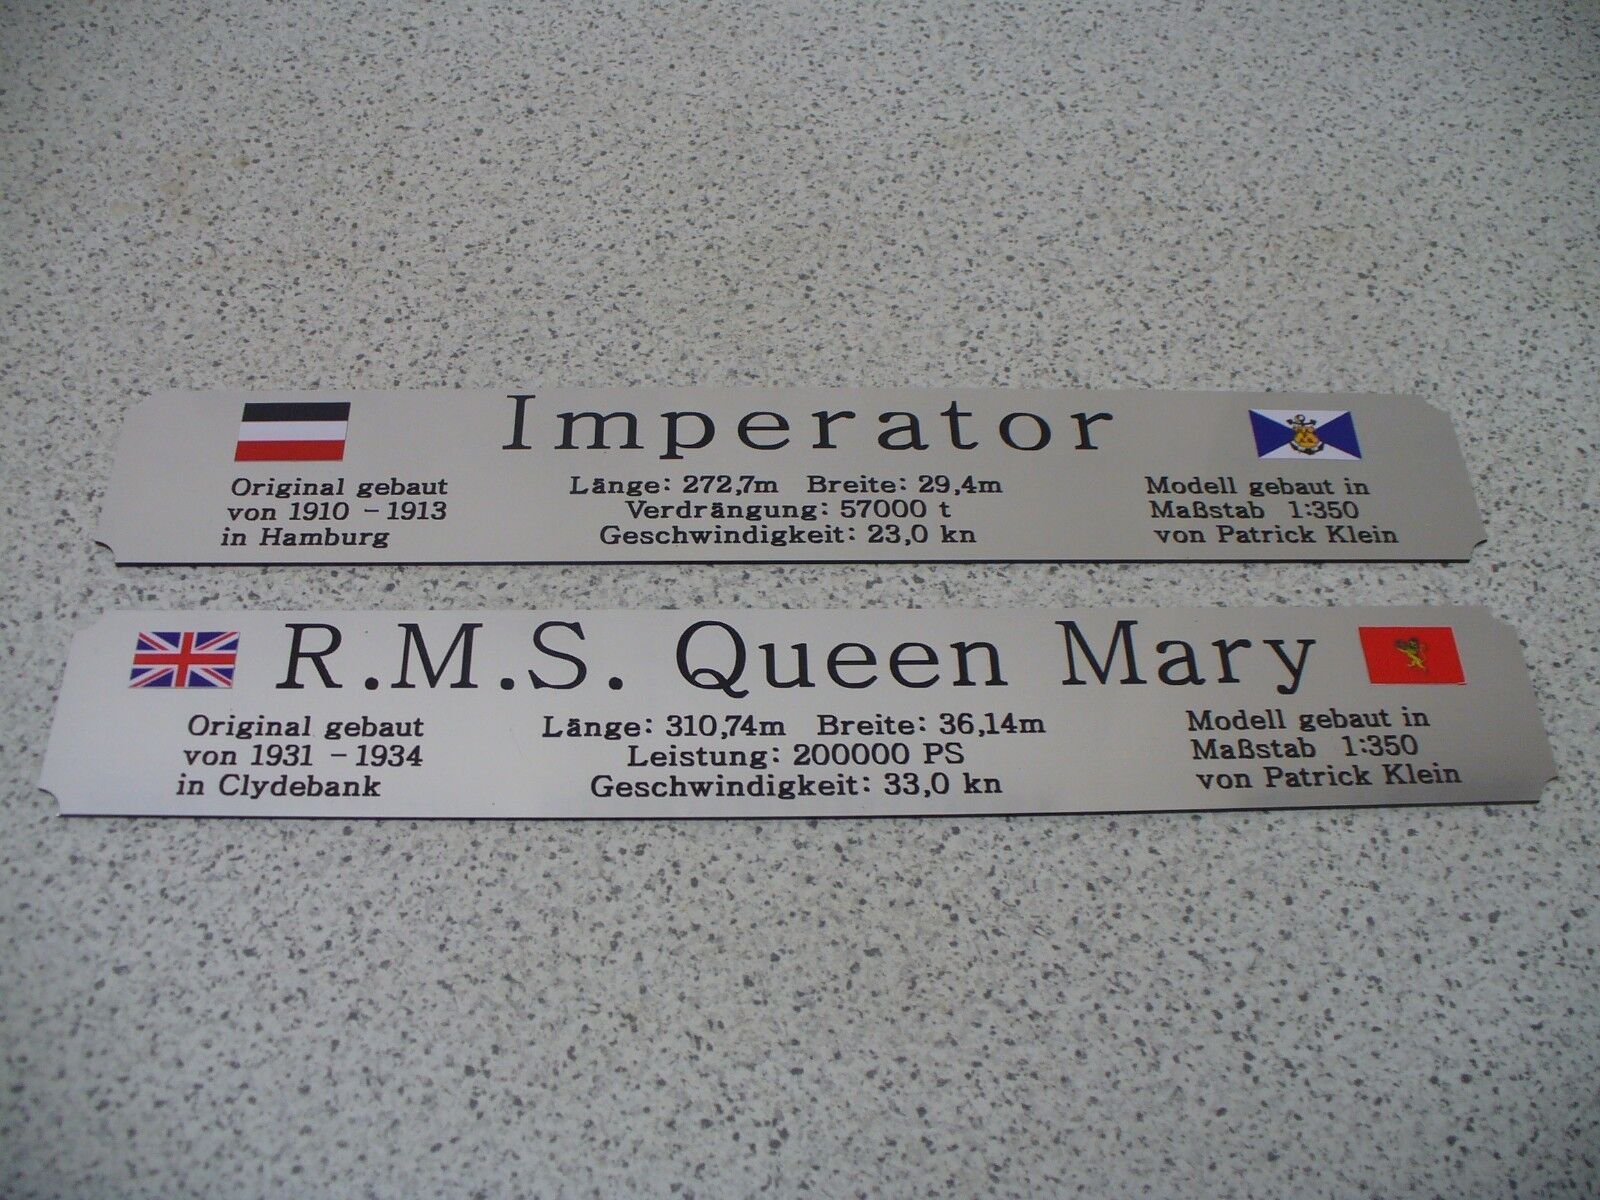 Imperator
Original gebaut
von 1910 - 1913
in Hamburg
Länge: 272,7m Breite: 29,4m
Verdrängung: 57000 t
Geschwindigkeit: 23,0 kn
Modell gebaut in
Maßstab 1:350
von Patrick Klein
R.M.S. Queen Mary
Original gebaut
von 1931 - 1934
in Clydebank
Länge: 310,74m Breite: 36,14m
Leistung: 200000 PS
Geschwindigkeit: 33,0 kn
Modell gebaut in
Maßstab 1:350
von Patrick Klein